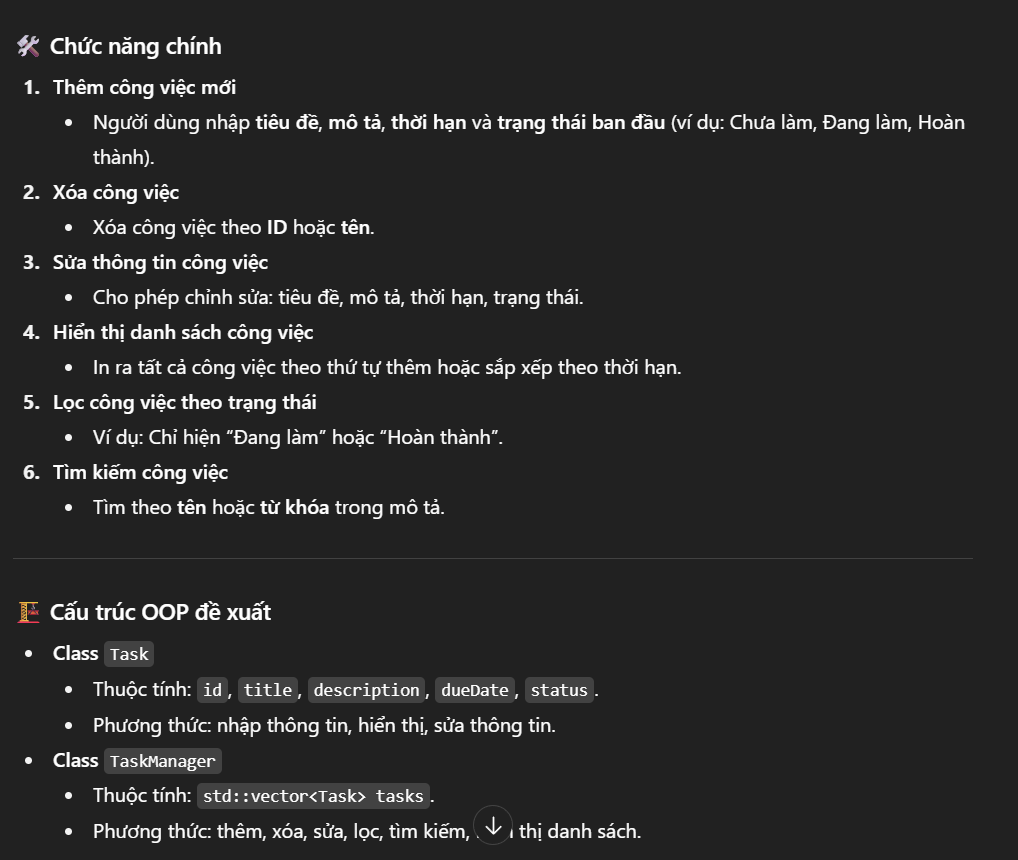 🛠️ Chức năng chính
1. Thêm công việc mới
• Người dùng nhập tiêu đề, mô tả, thời hạn và trạng thái ban đầu (ví dụ: Chưa làm, Đang làm, Hoàn
thành).
2. Xóa công việc
• Xóa công việc theo ID hoặc tên.
3. Sửa thông tin công việc
• Cho phép chỉnh sửa: tiêu đề, mô tả, thời hạn, trạng thái.
4. Hiển thị danh sách công việc
• In ra tất cả công việc theo thứ tự thêm hoặc sắp xếp theo thời hạn.
5. Lọc công việc theo trạng thái
• Ví dụ: Chỉ hiện “Đang làm” hoặc “Hoàn thành”.
6. Tìm kiếm công việc
• Tìm theo tên hoặc từ khóa trong mô tả.
🏗️ Cấu trúc OOP đề xuất
• Class Task
• Thuộc tính: id, title, description, dueDate, status.
• Phương thức: nhập thông tin, hiển thị, sửa thông tin.
• Class TaskManager
• Thuộc tính: std::vector<Task> tasks.
• Phương thức: thêm, xóa, sửa, lọc, tìm kiếm, thị danh sách.